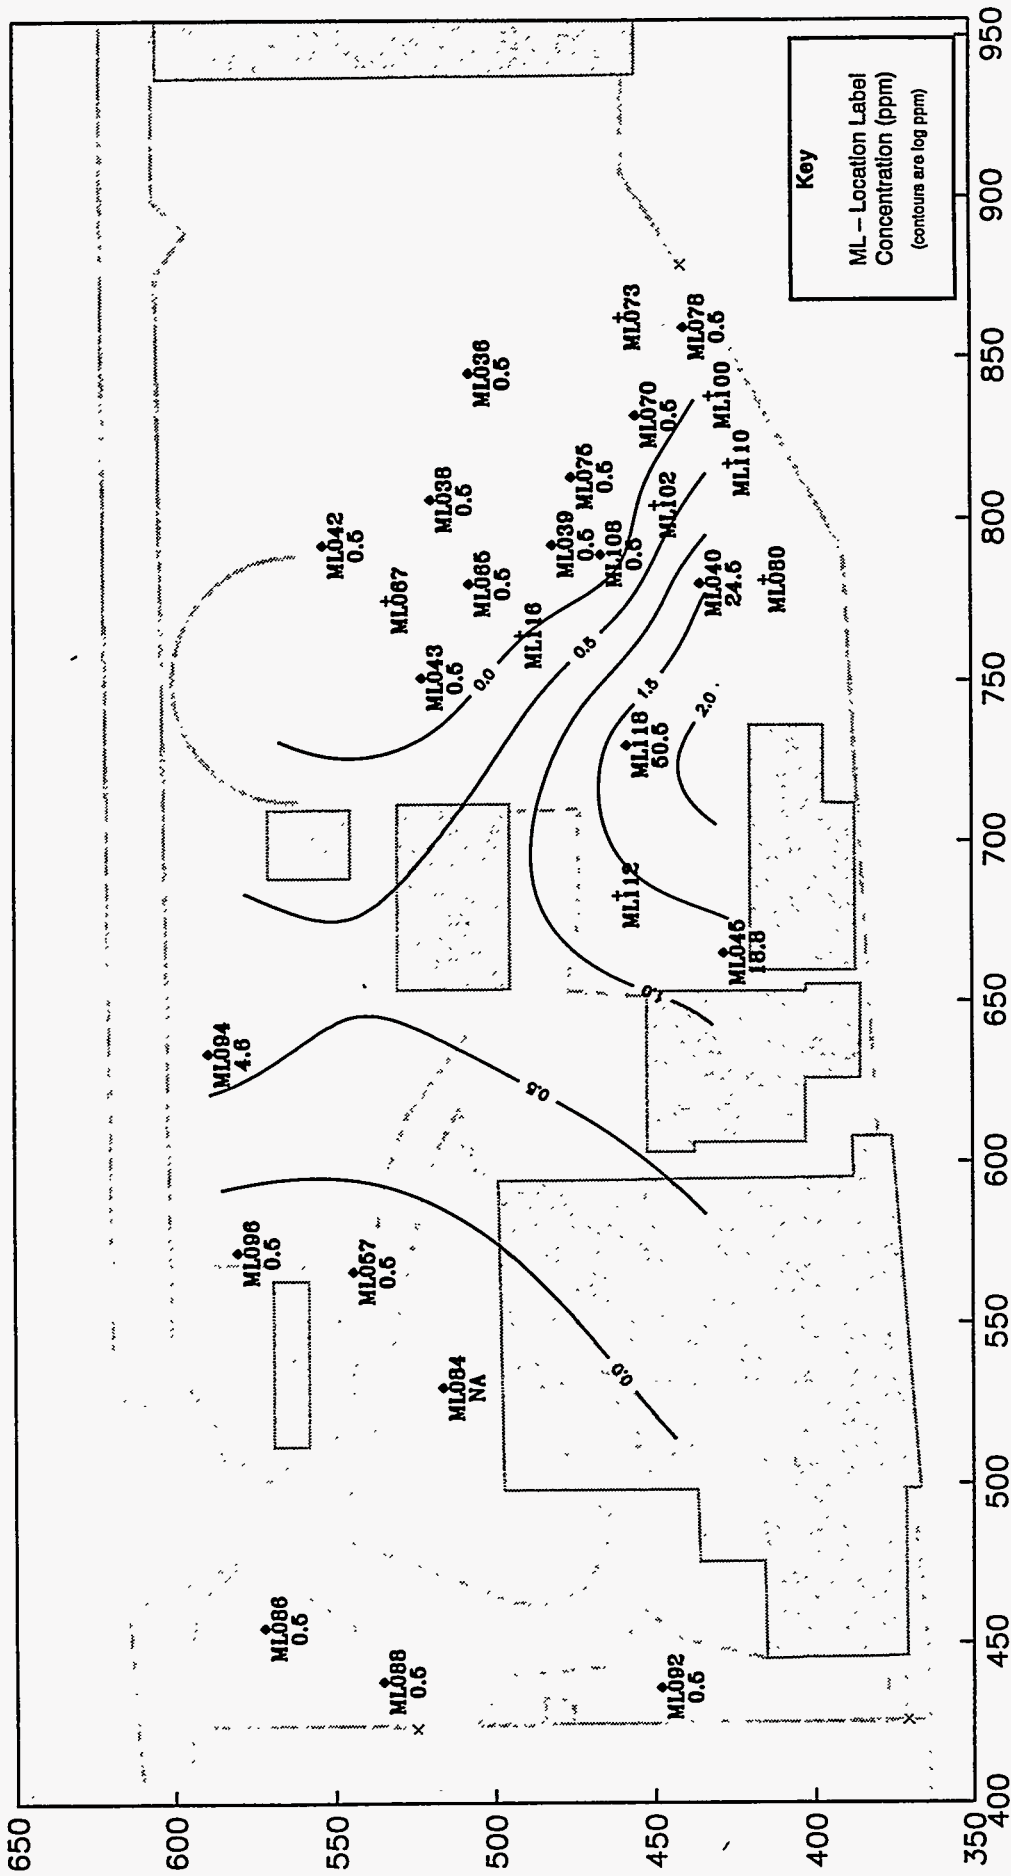 Key
ML – Location Label
Concentration (ppm)
(contours are log ppm)
650
600
550
500
450
400
350
400
450
500
550
600
650
700
750
800
850
900
950
ML042
0.5
ML067
ML038
0.5
ML036
0.5
ML043
0.5
ML065
0.5
ML039
0.5
ML075
0.5
ML108
0.5
ML116
ML070
0.5
ML073
ML078
0.5
ML100
ML102
ML110
ML040
24.5
ML080
ML118
50.5
ML112
ML045
18.8
ML094
4.6
ML096
0.5
ML057
0.5
ML084
NA
ML086
0.5
ML088
0.5
ML092
0.5
0.0
0.5
1.0
1.5
2.0
0.5
0.0